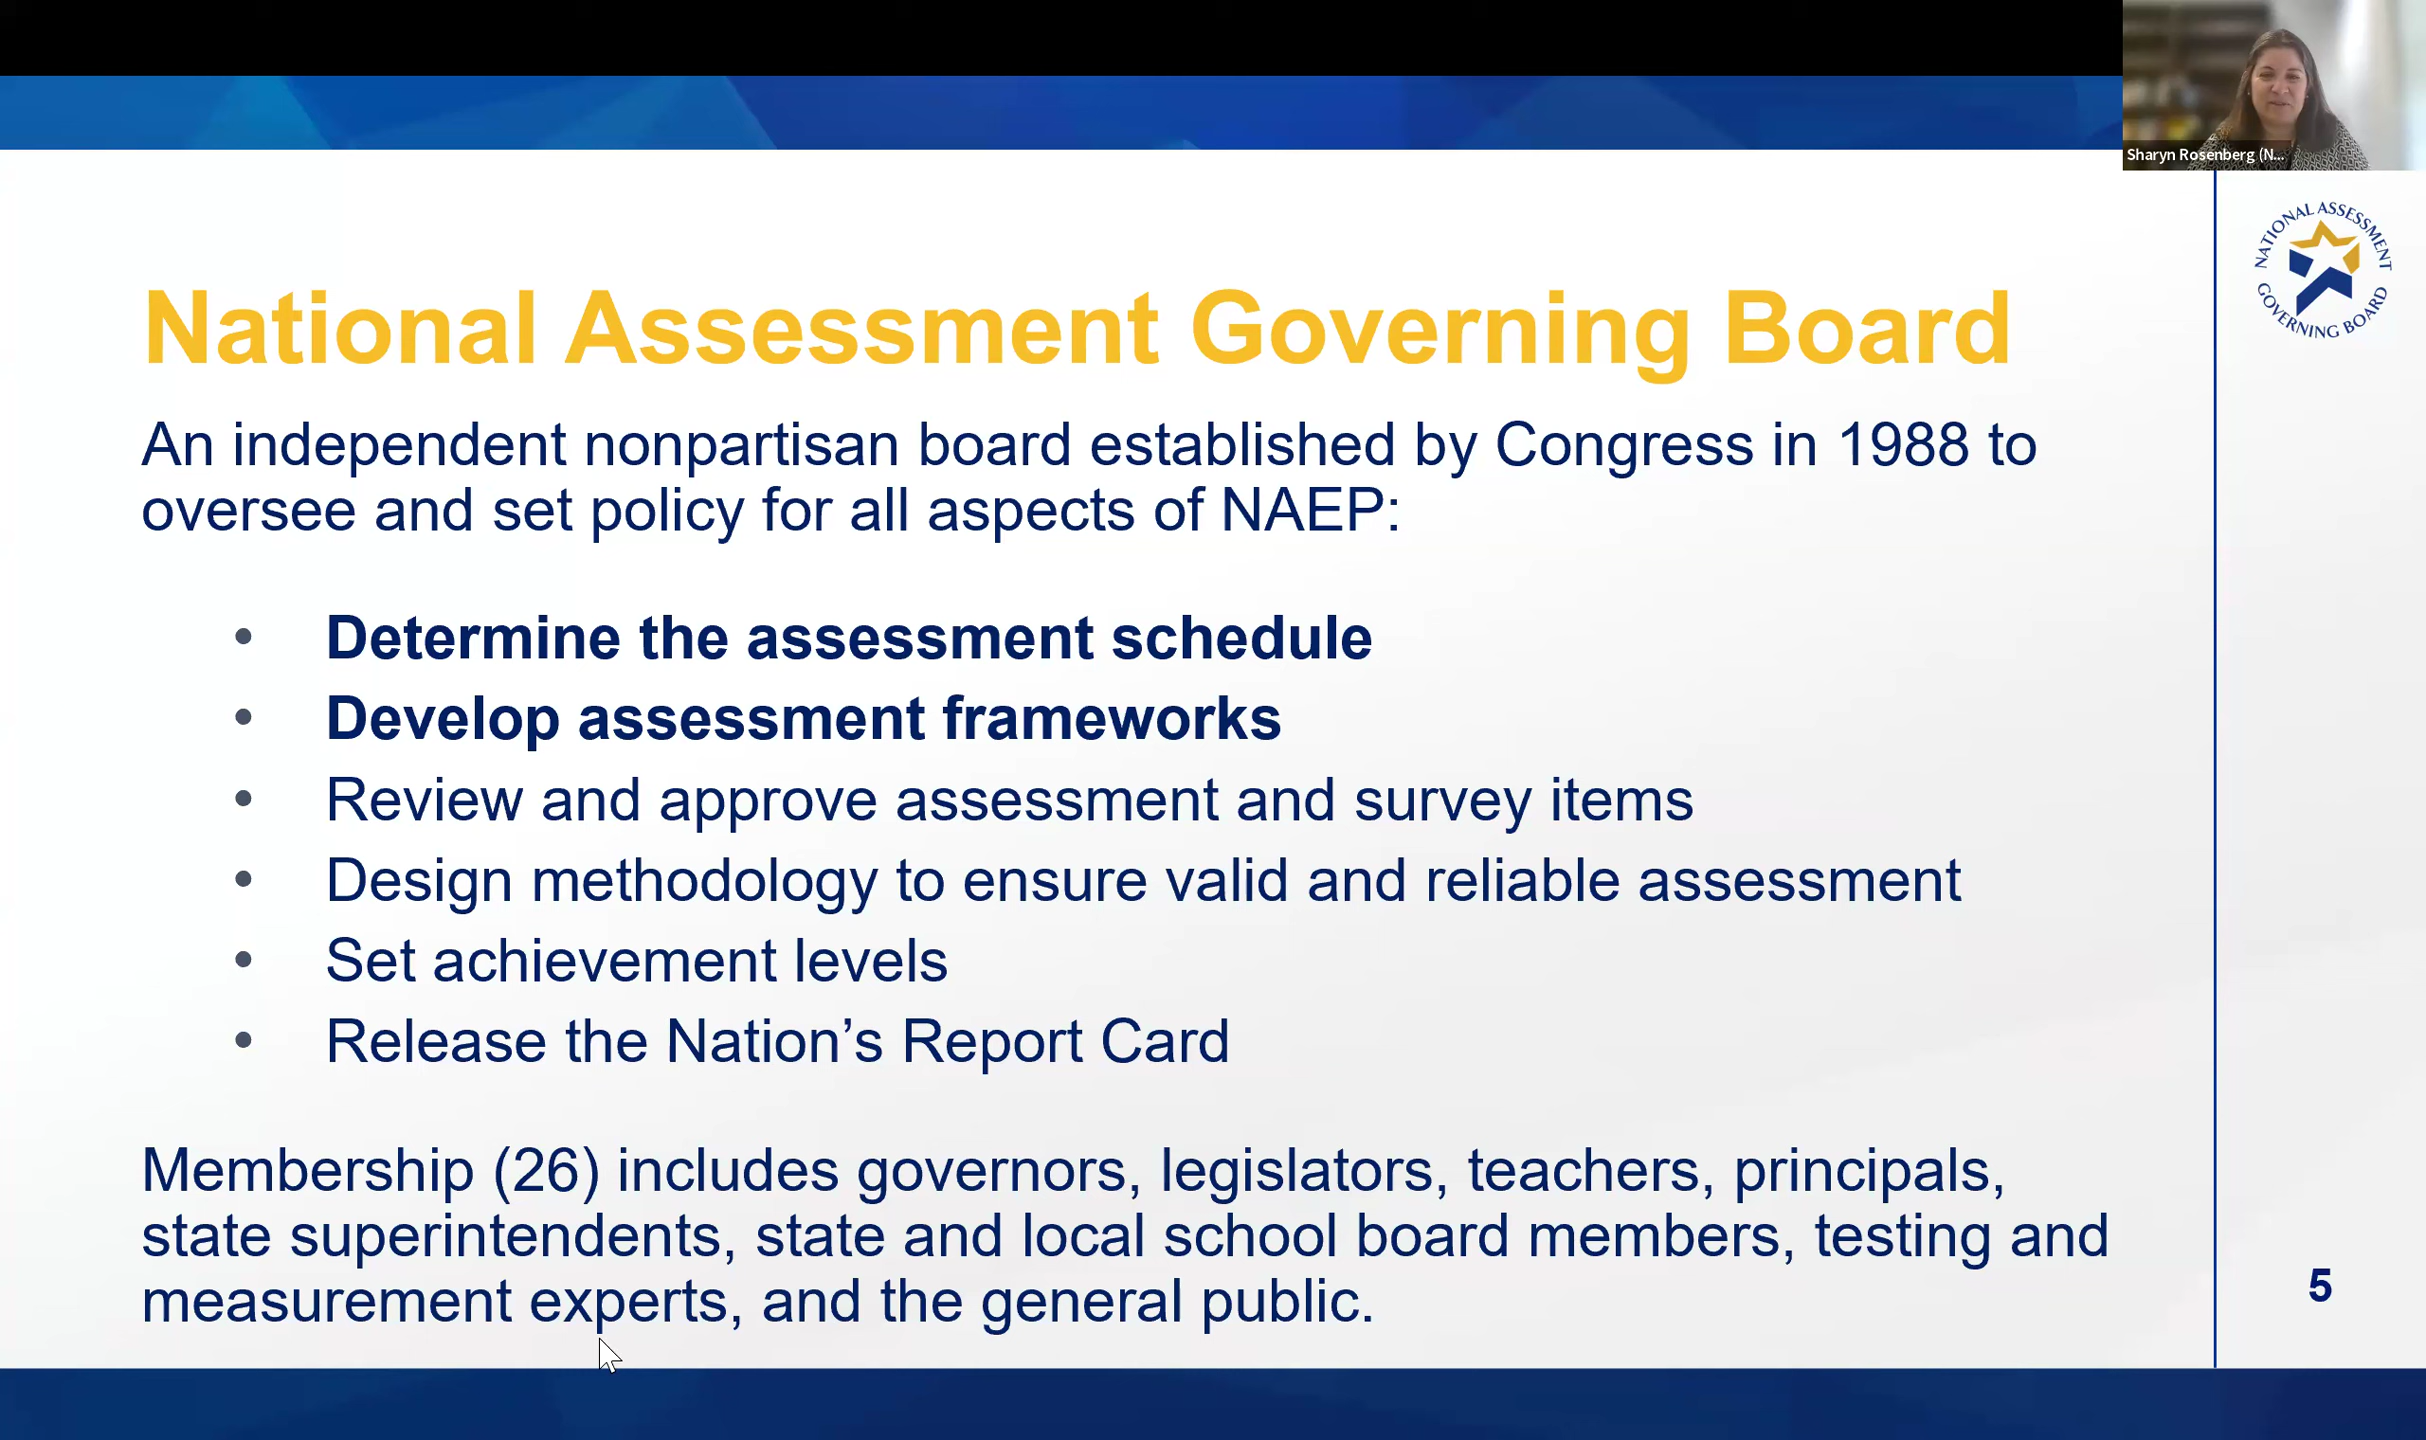 Sharyn Rosenberg (N...
NATIONAL ASSESSMENT
GOVERNING BOARD
National Assessment Governing Board
An independent nonpartisan board established by Congress in 1988 to
oversee and set policy for all aspects of NAEP:
• Determine the assessment schedule
• Develop assessment frameworks
• Review and approve assessment and survey items
• Design methodology to ensure valid and reliable assessment
• Set achievement levels
• Release the Nation’s Report Card
Membership (26) includes governors, legislators, teachers, principals,
state superintendents, state and local school board members, testing and
measurement experts, and the general public.
5